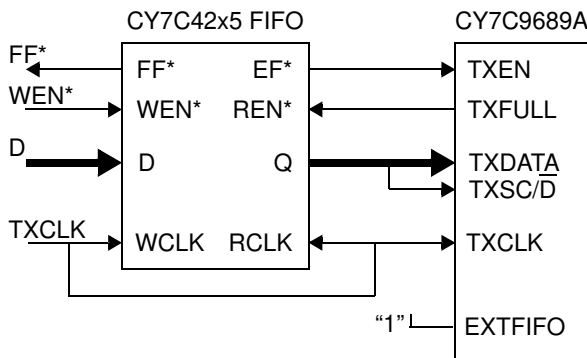 CY7C42x5 FIFO CY7C9689A
FF* FF* EF* TXEN
WEN* WEN* REN* TXFULL
D D Q TXDATA
TXSC/D̅
TXCLK WCLK RCLK TXCLK
“1” EXTFIFO